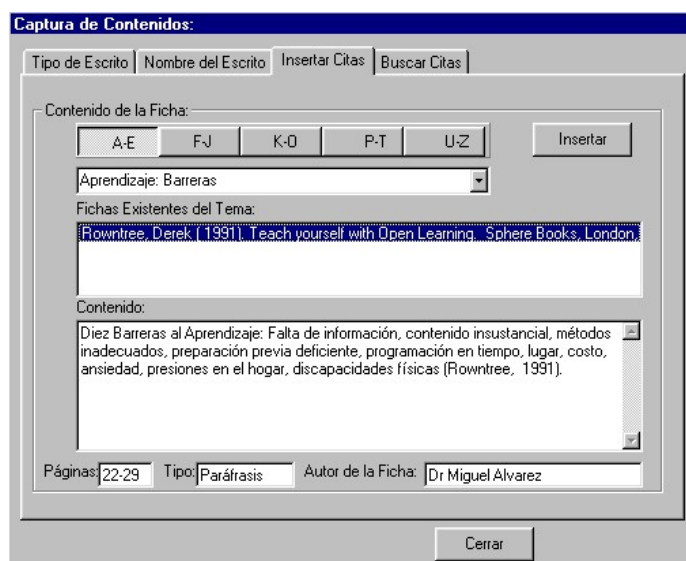 Captura de Contenidos:
Tipo de Escrito Nombre del Escrito Insertar Citas Buscar Citas
Contenido de la Ficha:
A-E F-J K-O P-T U-Z Insertar
Aprendizaje: Barreras
Fichas Existentes del Tema:
Rowntree, Derek ( 1991). Teach yourself with Open Learning. Sphere Books, London,
Contenido:
Diez Barreras al Aprendizaje: Falta de información, contenido insustancial, métodos
inadecuados, preparación previa deficiente, programación en tiempo, lugar, costo,
ansiedad, presiones en el hogar, discapacidades físicas (Rowntree, 1991).
Páginas: 22-29 Tipo: Paráfrasis Autor de la Ficha: Dr Miguel Alvarez
Cerrar